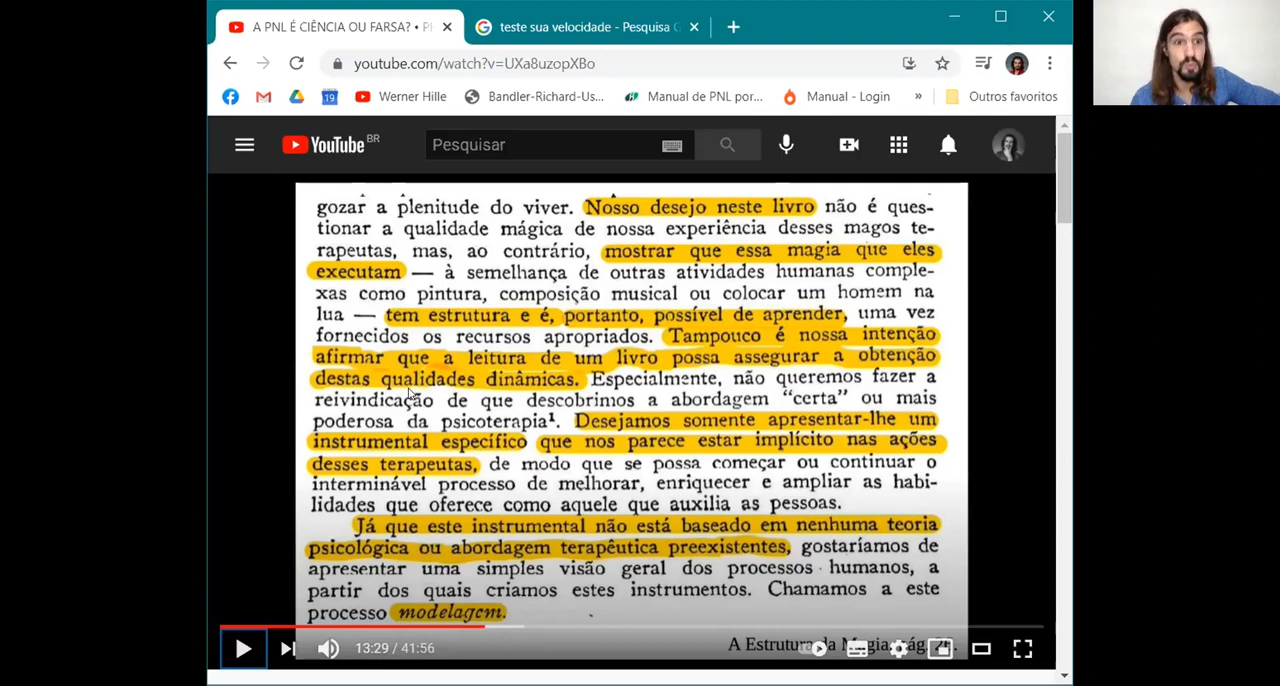 A PNL É CIÊNCIA OU FARSA? • P
teste sua velocidade - Pesquisa G
youtube.com/watch?v=UXa8uzopXBo
Werner Hille
Bandler-Richard-Us...
Manual de PNL por...
Manual - Login
»
Outros favoritos
19
YouTube BR
Pesquisar
gozar a plenitude do viver. Nosso desejo neste livro não é ques-
tionar a qualidade mágica de nossa experiência desses magos te-
rapeutas, mas, ao contrário, mostrar que essa magia que eles
executam — à semelhança de outras atividades humanas comple-
xas como pintura, composição musical ou colocar um homem na
lua — tem estrutura e é, portanto, possível de aprender, uma vez
fornecidos os recursos apropriados. Tampouco é nossa intenção
afirmar que a leitura de um livro possa assegurar a obtenção
destas qualidades dinâmicas. Especialmente, não queremos fazer a
reivindicação de que descobrimos a abordagem “certa” ou mais
poderosa da psicoterapia¹. Desejamos somente apresentar-lhe um
instrumental específico que nos parece estar implícito nas ações
desses terapeutas, de modo que se possa começar ou continuar o
interminável processo de melhorar, enriquecer e ampliar as habi-
lidades que oferece como aquele que auxilia as pessoas.
Já que este instrumental não está baseado em nenhuma teoria
psicológica ou abordagem terapêutica preexistentes, gostaríamos de
apresentar uma simples visão geral dos processos humanos, a
partir dos quais criamos estes instrumentos. Chamamos a este
processo modelagem.
A Estrutura da Magia, pág.
13:29 / 41:56